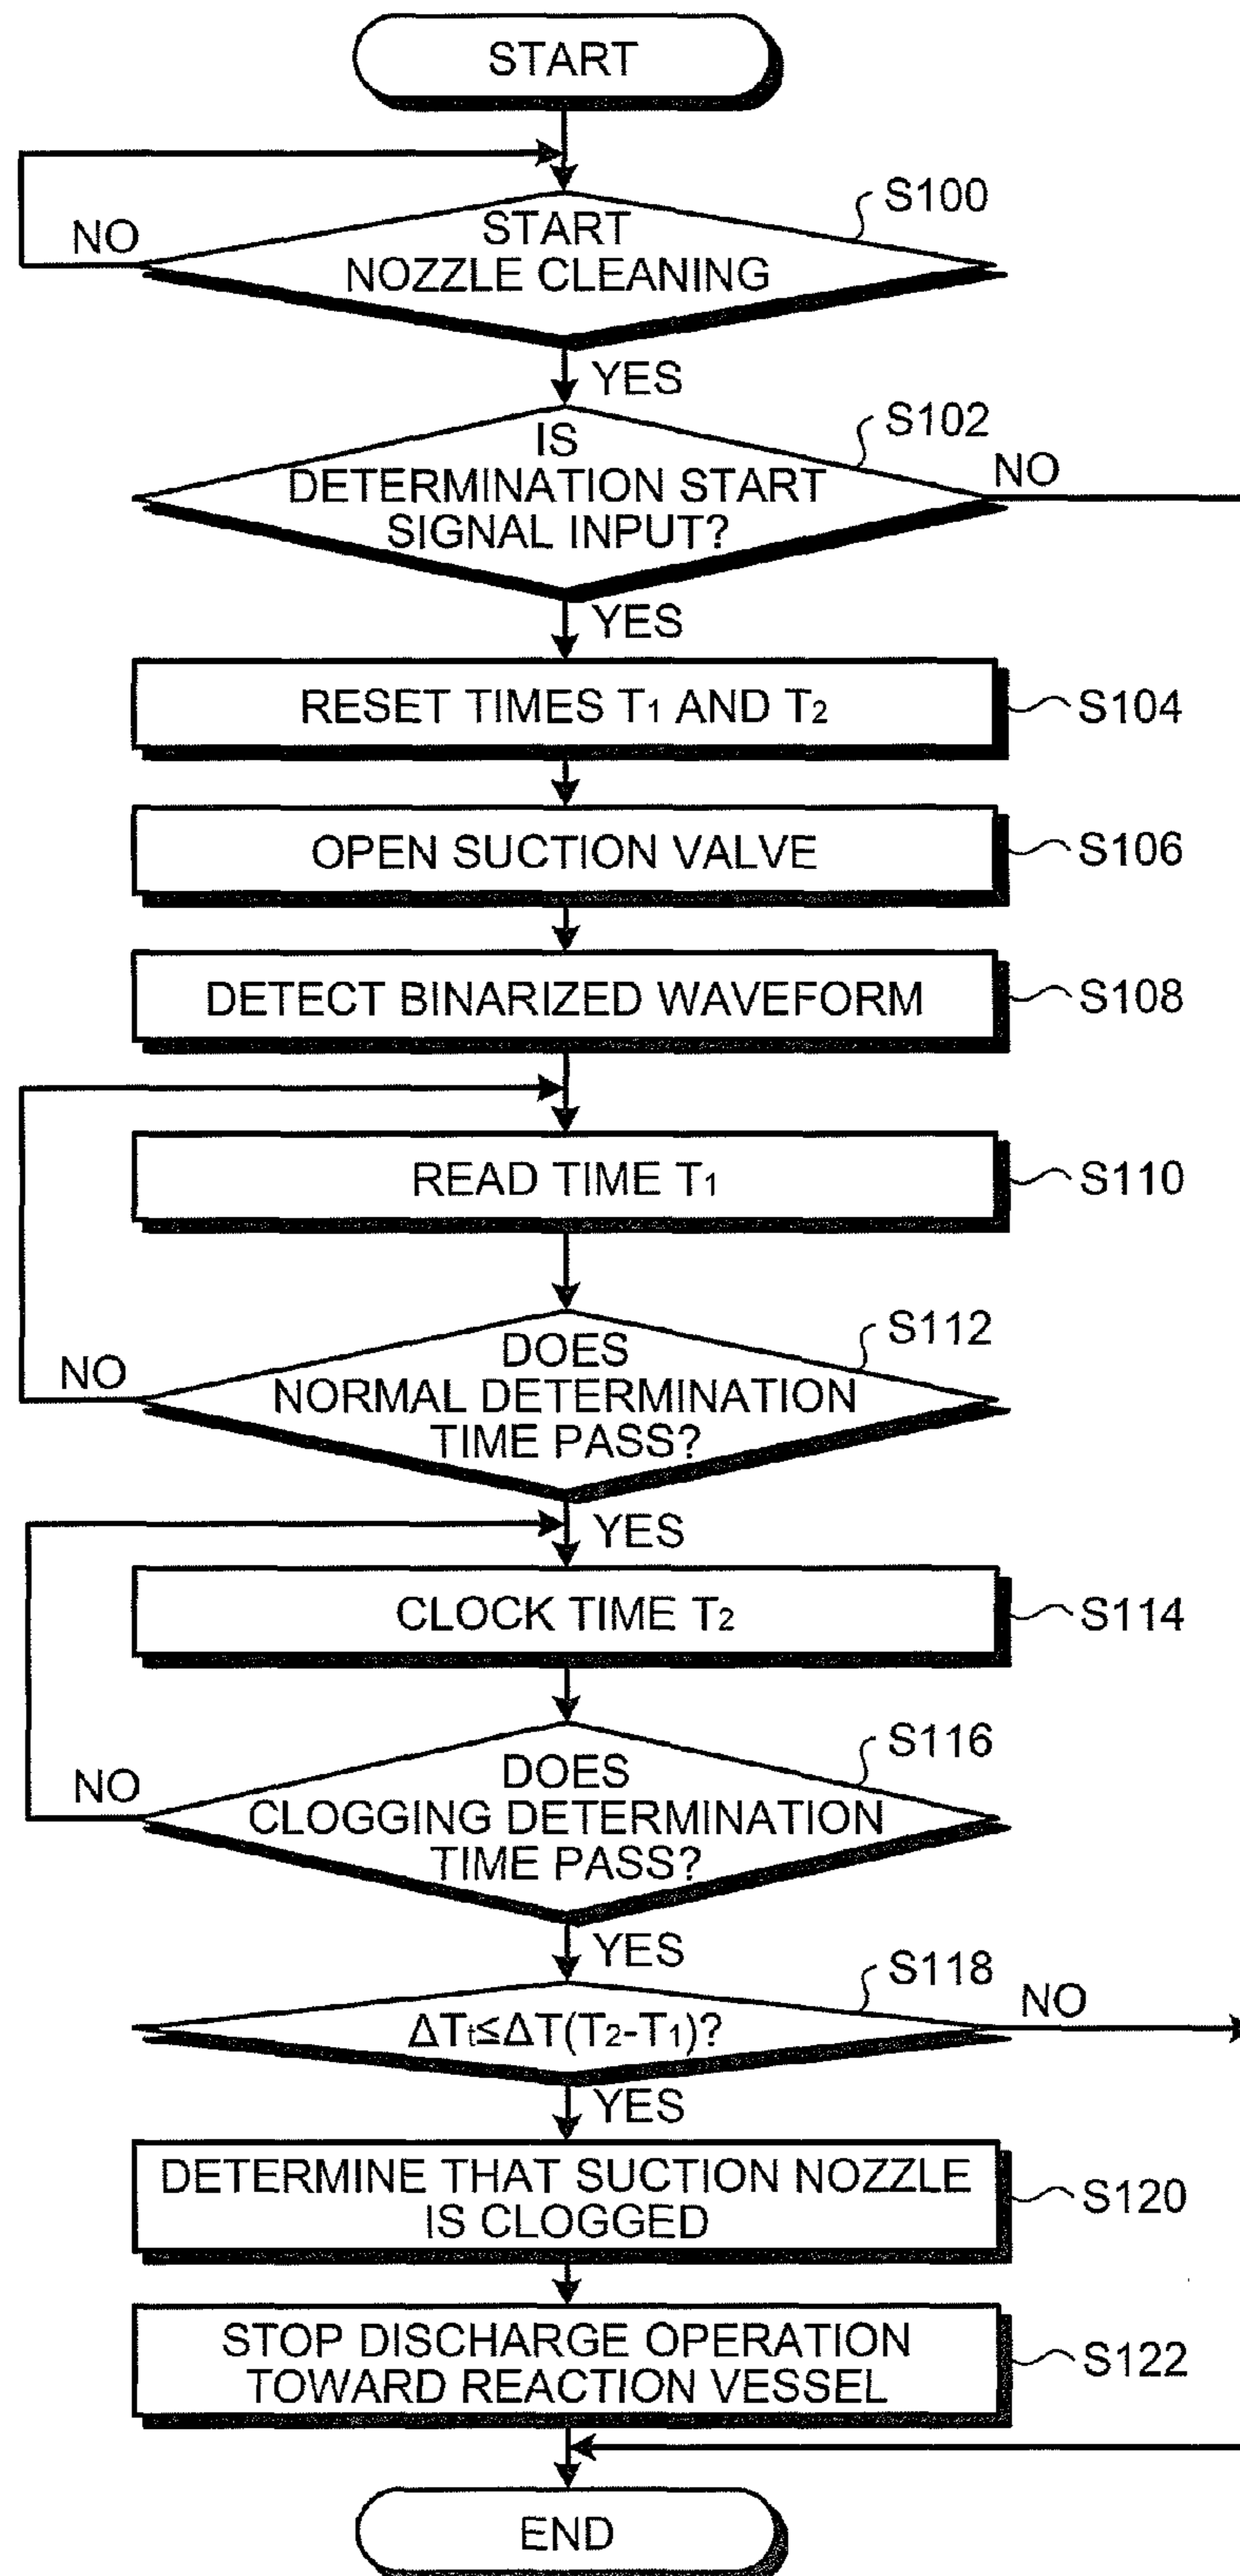 START
S100
NO
START
NOZZLE CLEANING
YES
S102
IS
DETERMINATION START
SIGNAL INPUT?
NO
YES
RESET TIMES T1 AND T2
S104
OPEN SUCTION VALVE
S106
DETECT BINARIZED WAVEFORM
S108
READ TIME T1
S110
S112
NO
DOES
NORMAL DETERMINATION
TIME PASS?
YES
CLOCK TIME T2
S114
S116
NO
DOES
CLOGGING DETERMINATION
TIME PASS?
YES
S118
ΔTt≤ΔT(T2-T1)?
NO
YES
DETERMINE THAT SUCTION NOZZLE
IS CLOGGED
S120
STOP DISCHARGE OPERATION
TOWARD REACTION VESSEL
S122
END